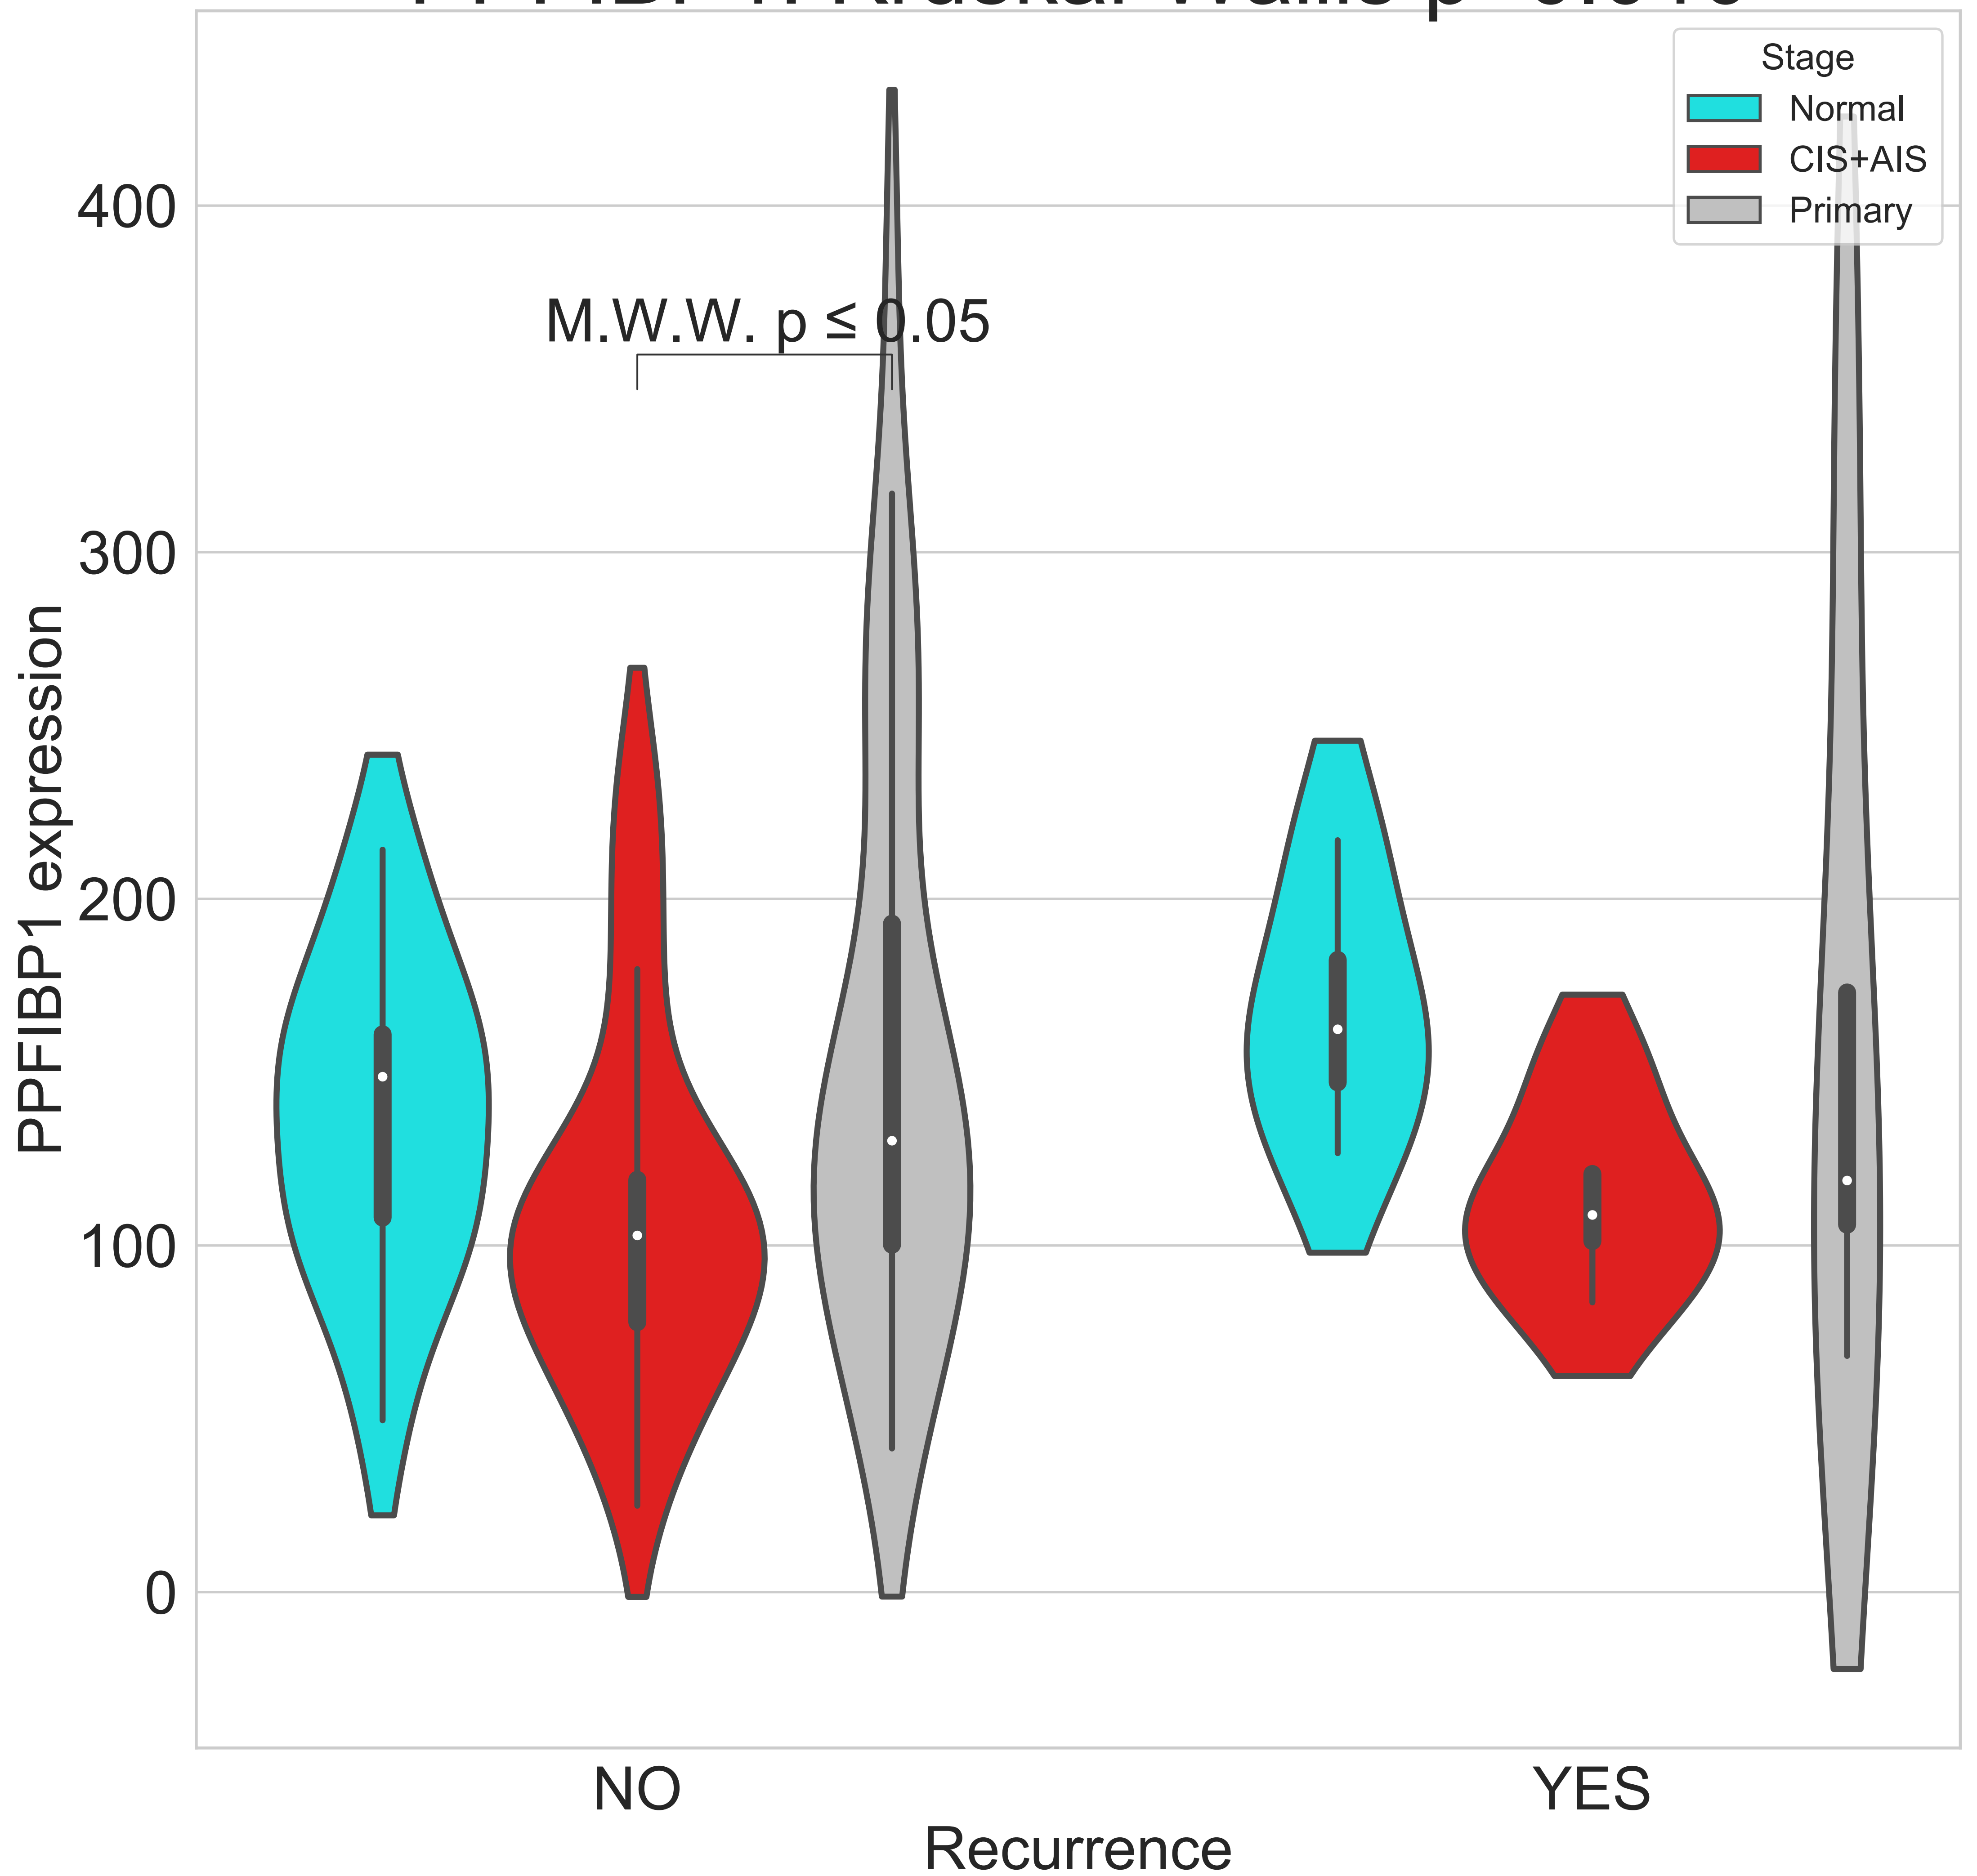 Stage
Normal
CIS+AIS
Primary
400
M.W.W. p ≤ 0.05
300
200
100
0
PPFIBP1 expression
NO
YES
Recurrence